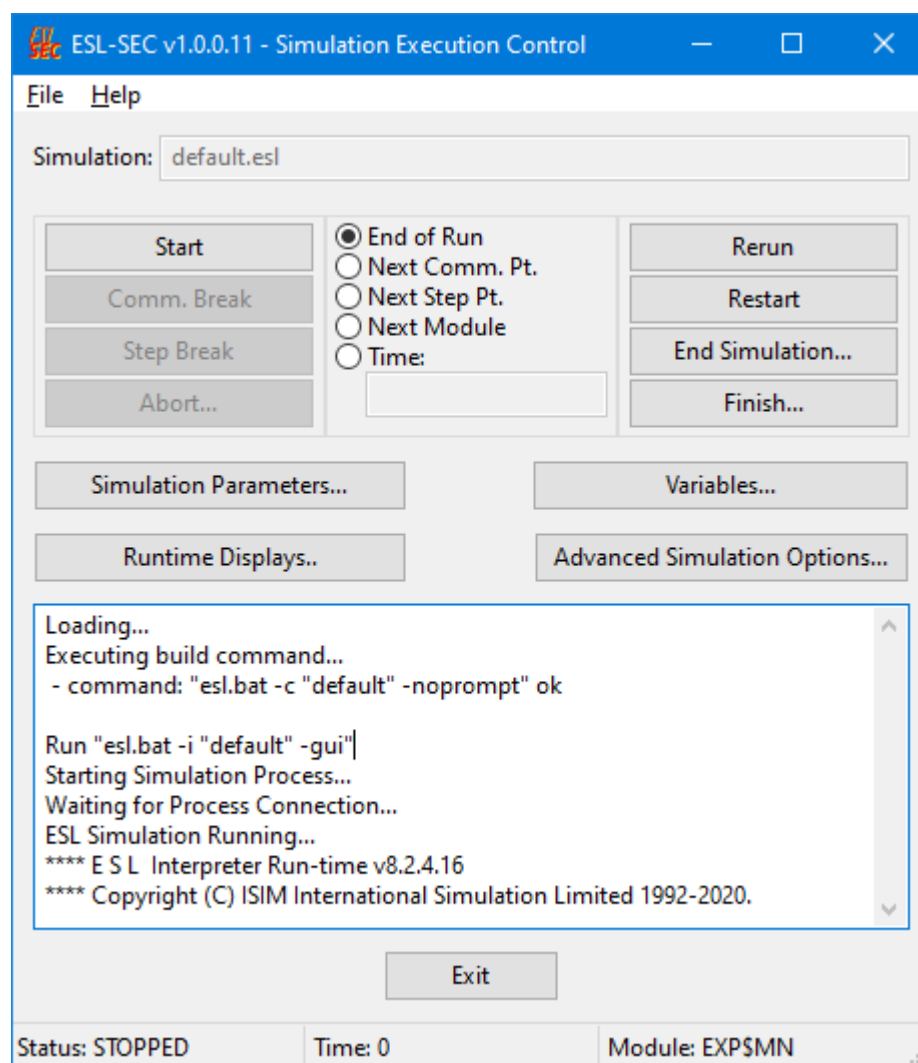 ESL SEC
ESL-SEC v1.0.0.11 - Simulation Execution Control
File Help
Simulation: default.esl
Start
Comm. Break
Step Break
Abort...
End of Run
Next Comm. Pt.
Next Step Pt.
Next Module
Time:
Rerun
Restart
End Simulation...
Finish...
Simulation Parameters...
Variables...
Runtime Displays..
Advanced Simulation Options...
Loading...
Executing build command...
- command: "esl.bat -c "default" -noprompt" ok
Run "esl.bat -i "default" -gui"
Starting Simulation Process...
Waiting for Process Connection...
ESL Simulation Running...
**** E S L  Interpreter Run-time v8.2.4.16
**** Copyright (C) ISIM International Simulation Limited 1992-2020.
Exit
Status: STOPPED
Time: 0
Module: EXP$MN